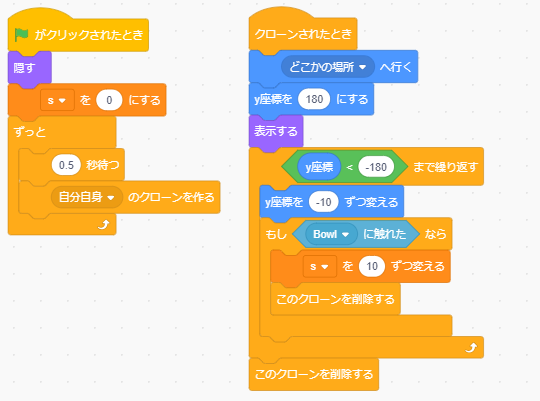 がクリックされたとき
隠す
s を 0 にする
ずっと
0.5 秒待つ
自分自身 のクローンを作る
クローンされたとき
どこかの場所 へ行く
y座標を 180 にする
表示する
y座標 < -180 まで繰り返す
y座標を -10 ずつ変える
もし Bowl に触れた なら
s を 10 ずつ変える
このクローンを削除する
このクローンを削除する